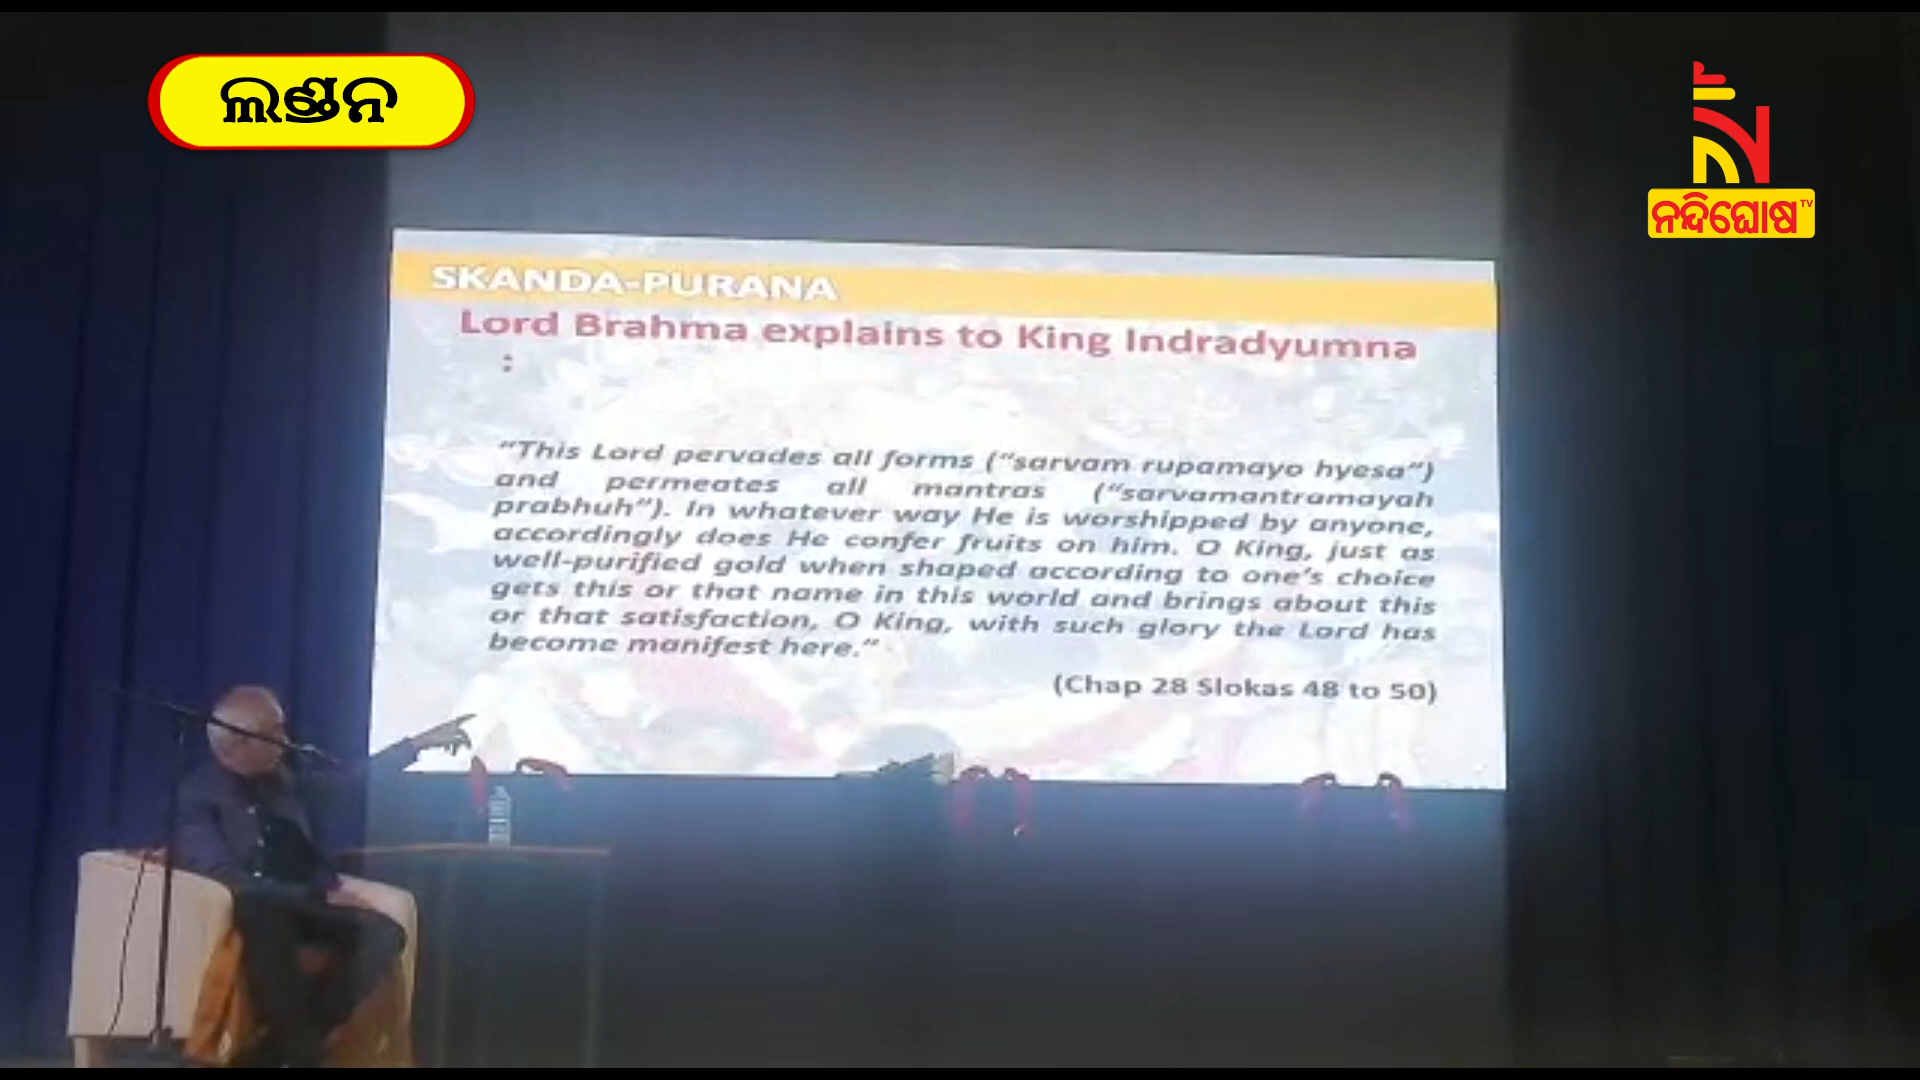 ଲଣ୍ଡନ
ନନ୍ଦିଘୋଷ TV
SKANDA-PURANA
Lord Brahma explains to King Indradyumna
:
“This Lord pervades all forms (“sarvam rupamayo hyesa”)
and permeates all mantras (“sarvamantramayah
prabhuh”). In whatever way He is worshipped by anyone,
accordingly does He confer fruits on him. O King, just as
well-purified gold when shaped according to one’s choice
gets this or that name in this world and brings about this
or that satisfaction, O King, with such glory the Lord has
become manifest here.”
(Chap 28 Slokas 48 to 50)